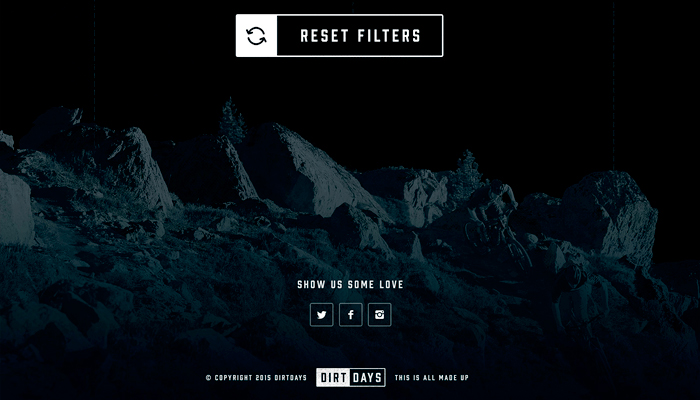 RESET FILTERS
SHOW US SOME LOVE
© COPYRIGHT 2015 DIRTDAYS DIRT DAYS THIS IS ALL MADE UP